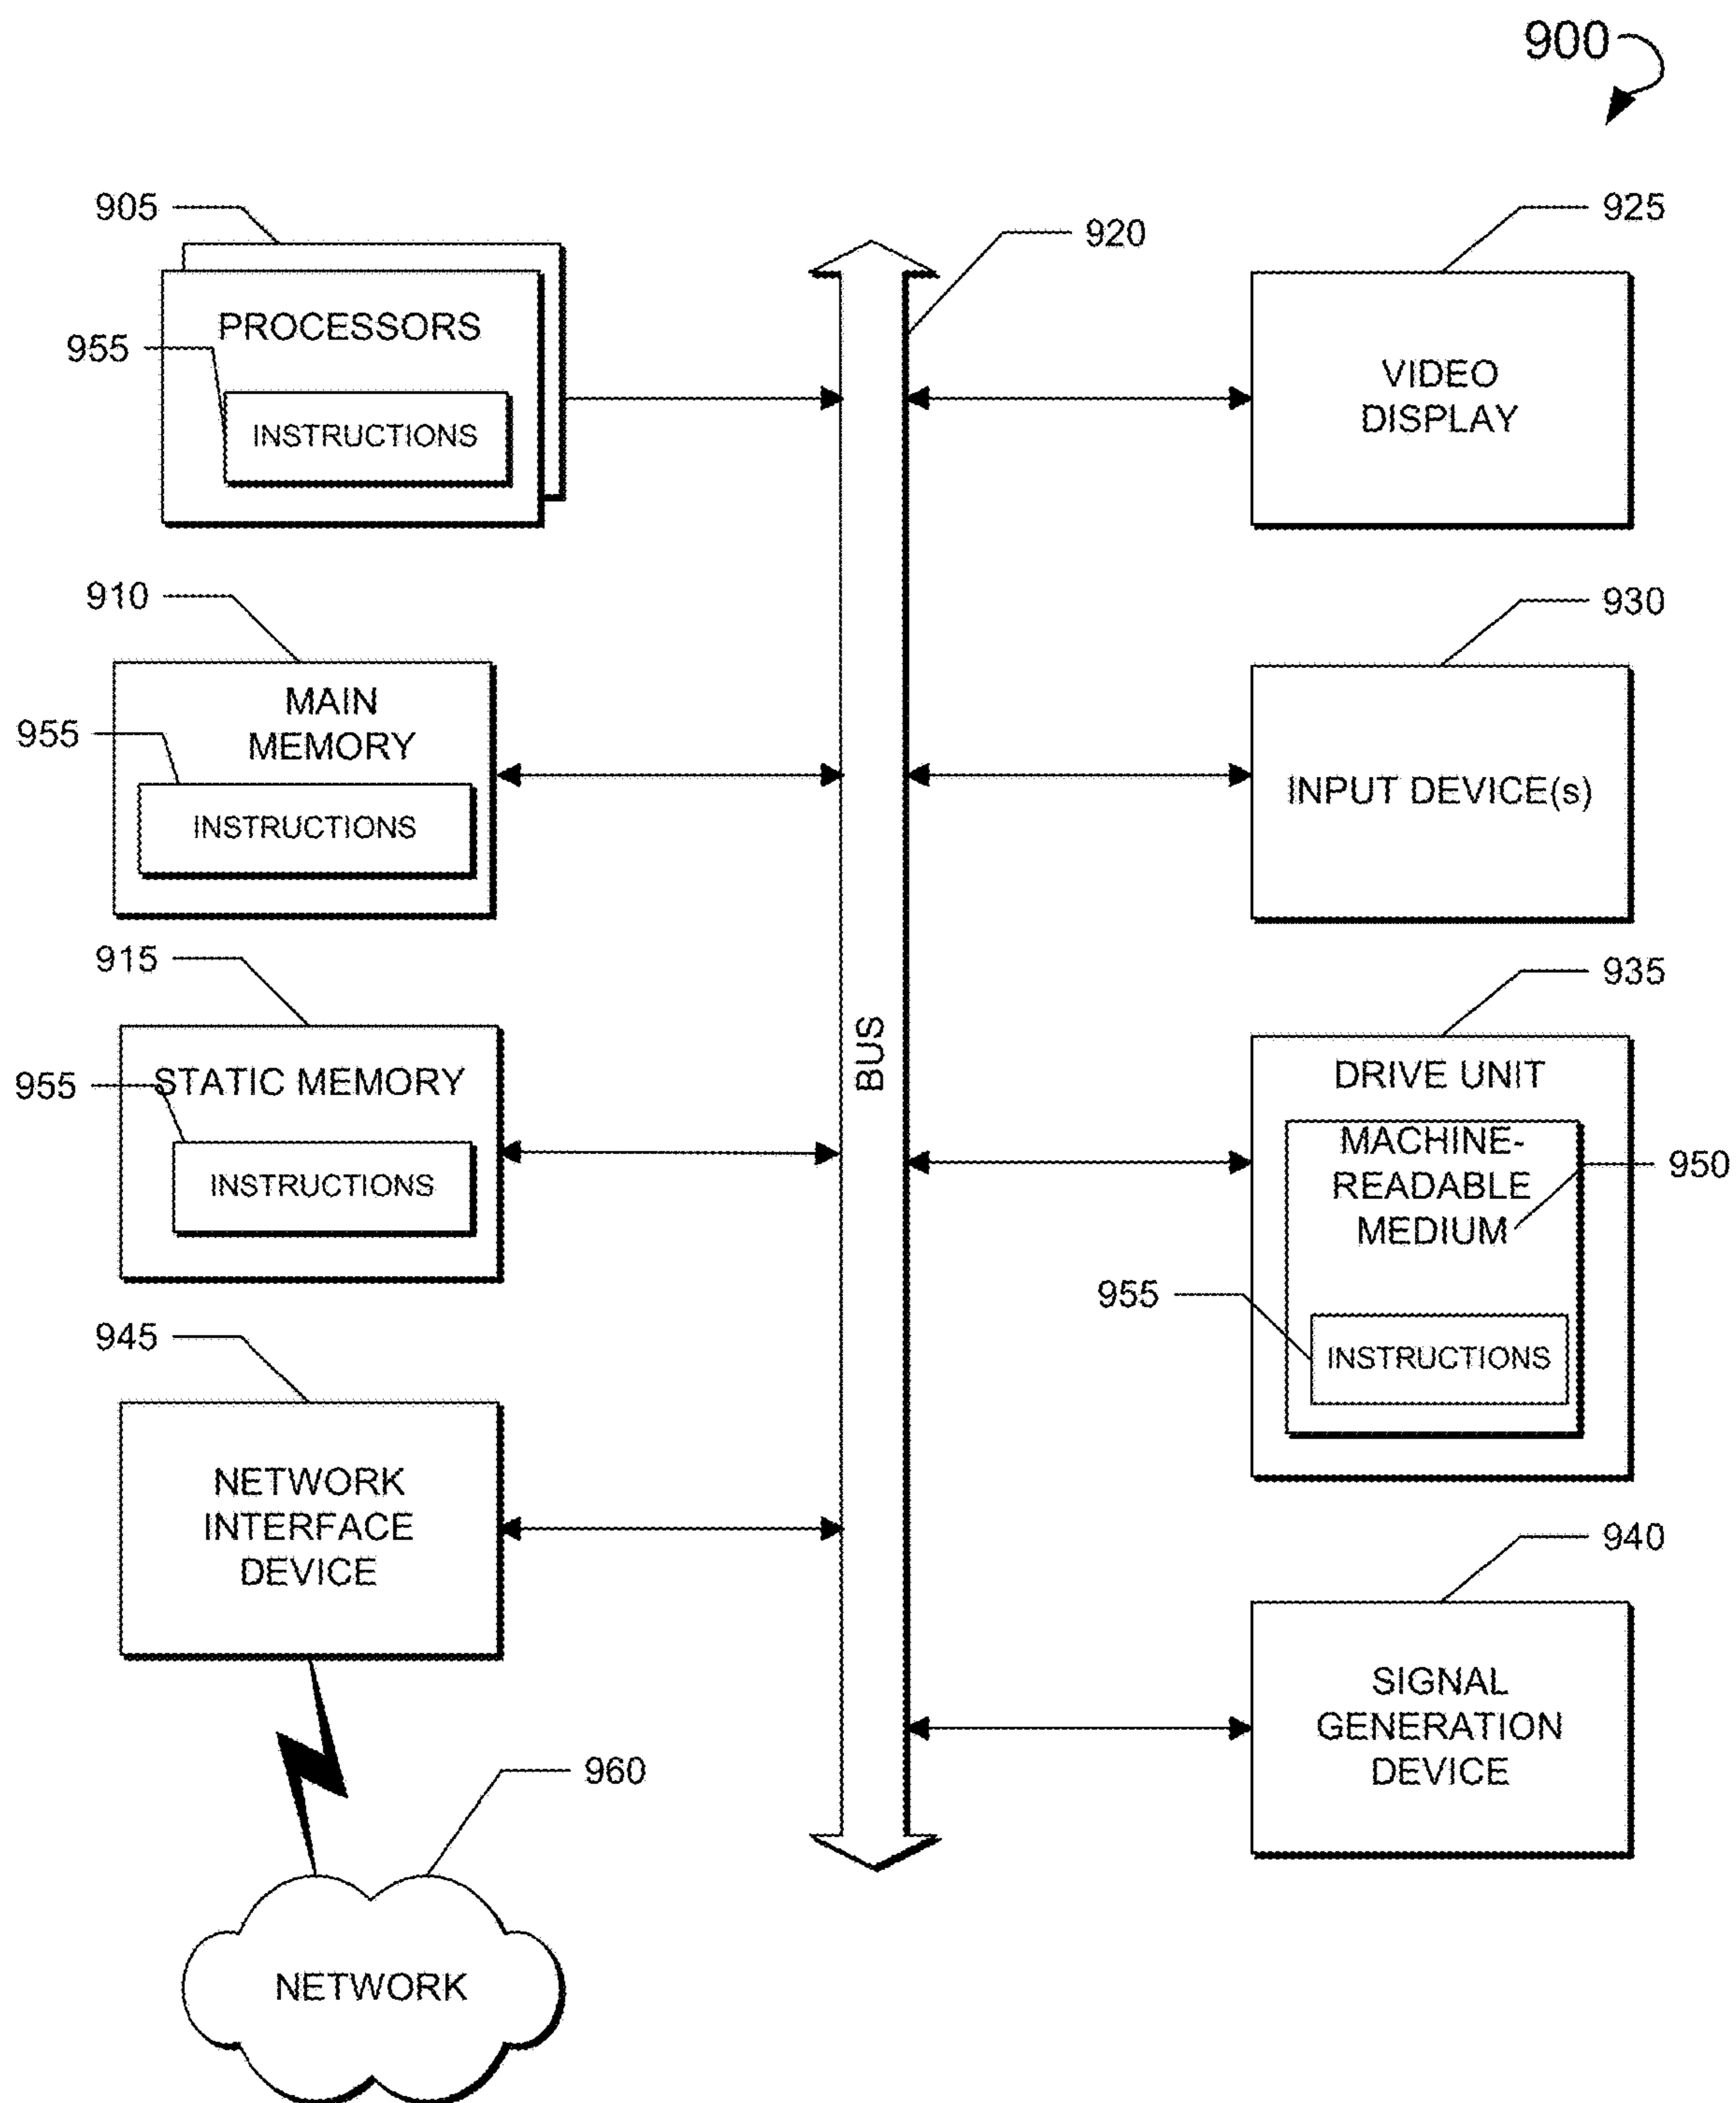 900
905
PROCESSORS
955
INSTRUCTIONS
910
MAIN
MEMORY
955
INSTRUCTIONS
915
STATIC MEMORY
955
INSTRUCTIONS
945
NETWORK
INTERFACE
DEVICE
960
NETWORK
920
BUS
925
VIDEO
DISPLAY
930
INPUT DEVICE(s)
935
DRIVE UNIT
MACHINE-
READABLE
MEDIUM
950
955
INSTRUCTIONS
940
SIGNAL
GENERATION
DEVICE